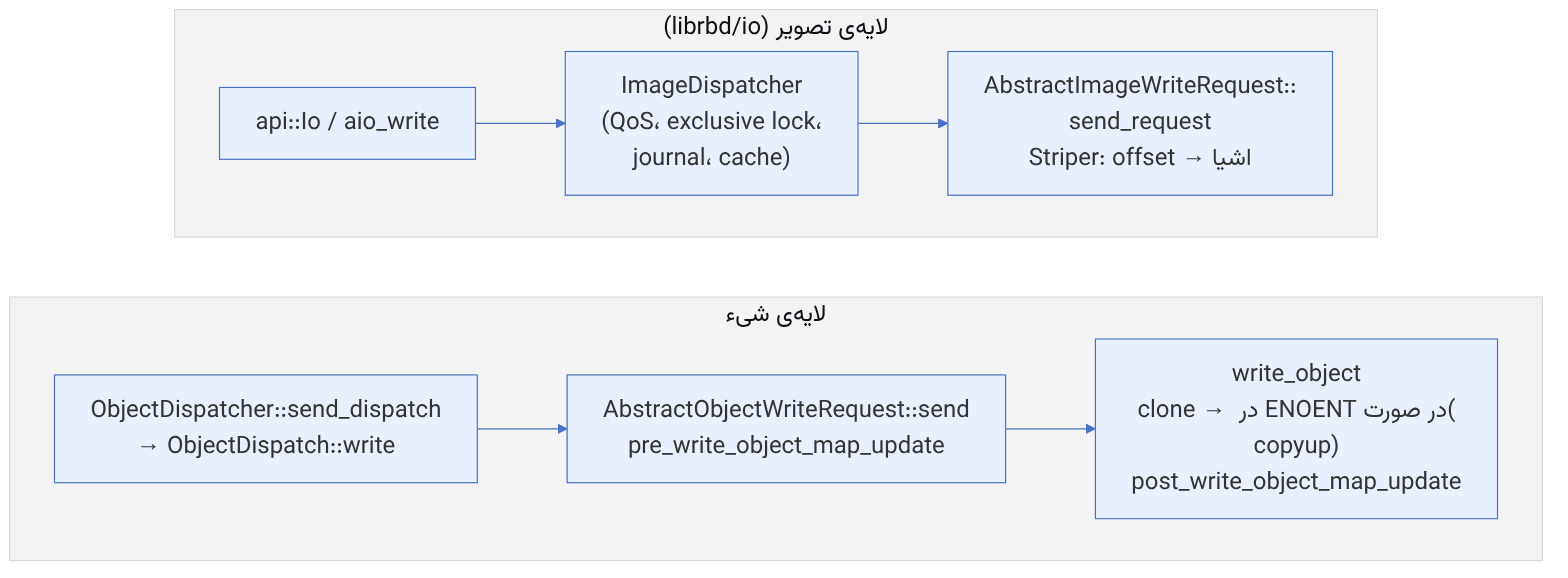 لایه‌ی تصویر (librbd/io)
api::Io / aio_write
ImageDispatcher
(QoS، exclusive lock،
journal، cache)
AbstractImageWriteRequest::
send_request
Striper: offset → اشیا
لایه‌ی شیء
ObjectDispatcher::send_dispatch
→ ObjectDispatch::write
AbstractObjectWriteRequest::send
pre_write_object_map_update
write_object
(در صورت ENOENT در clone →
copyup)
post_write_object_map_update